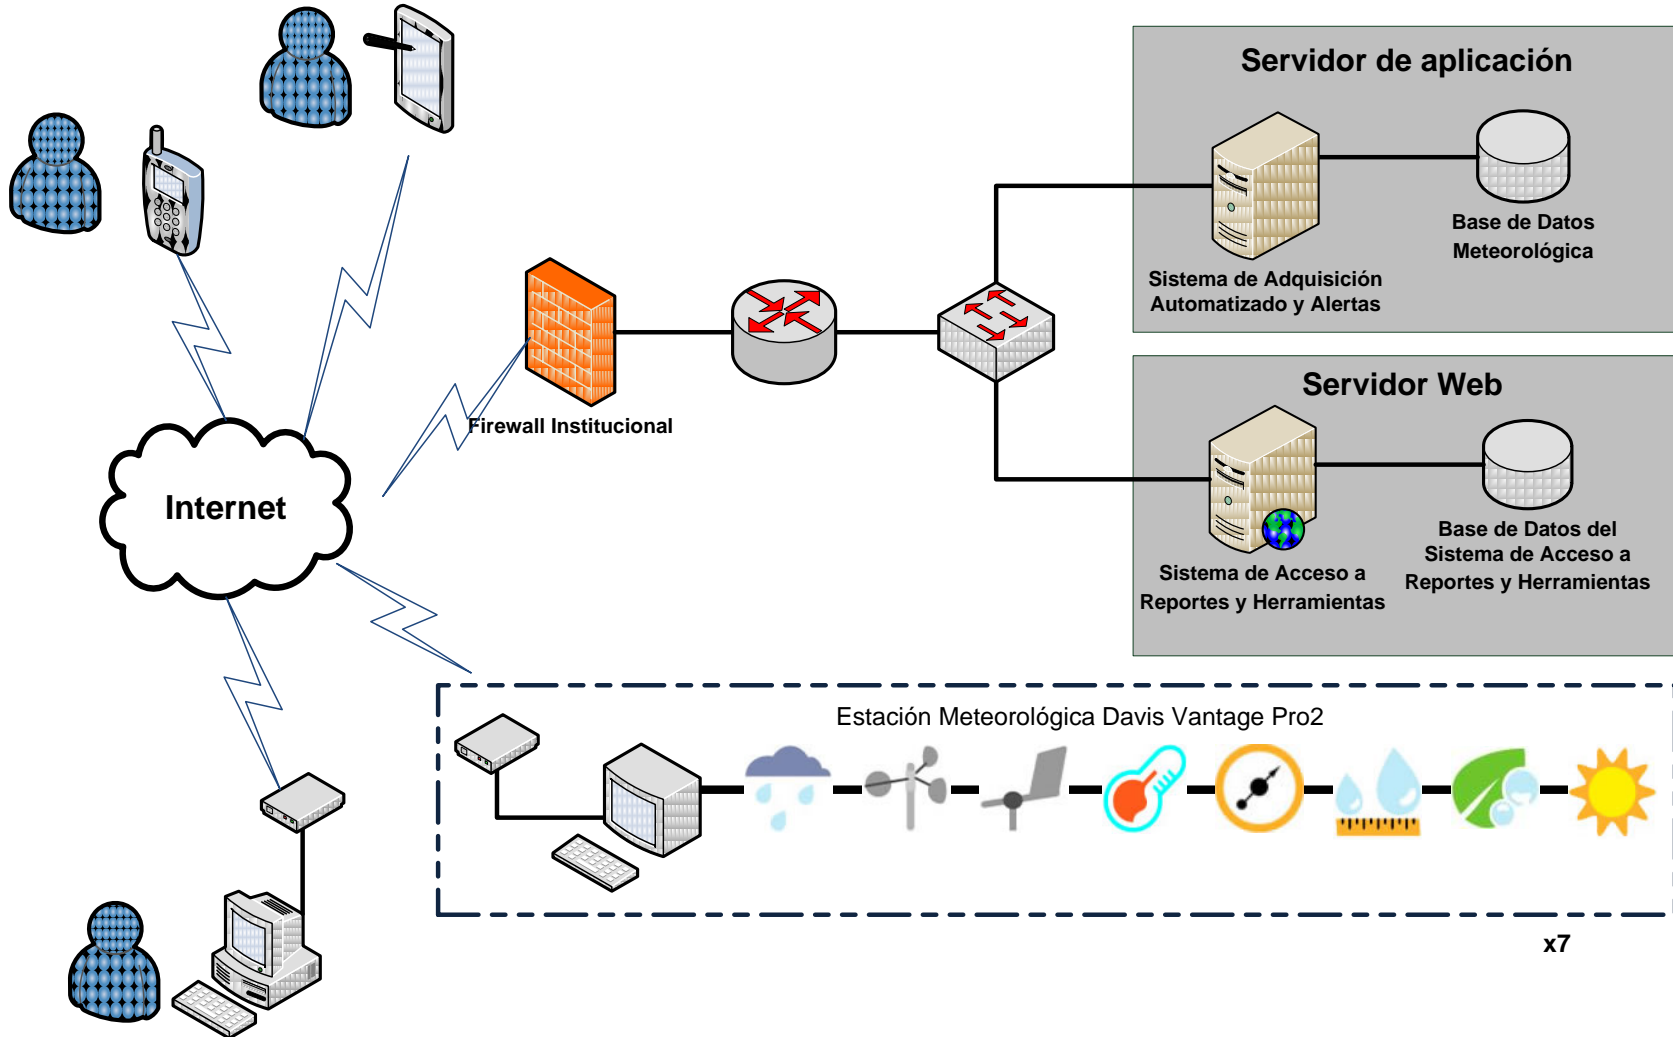 Servidor de aplicación
Base de Datos
Meteorológica
Sistema de Adquisición
Automatizado y Alertas
Servidor Web
Firewall Institucional
Internet
Base de Datos del
Sistema de Acceso a
Reportes y Herramientas
Sistema de Acceso a
Reportes y Herramientas
Estación Meteorológica Davis Vantage Pro2
x7